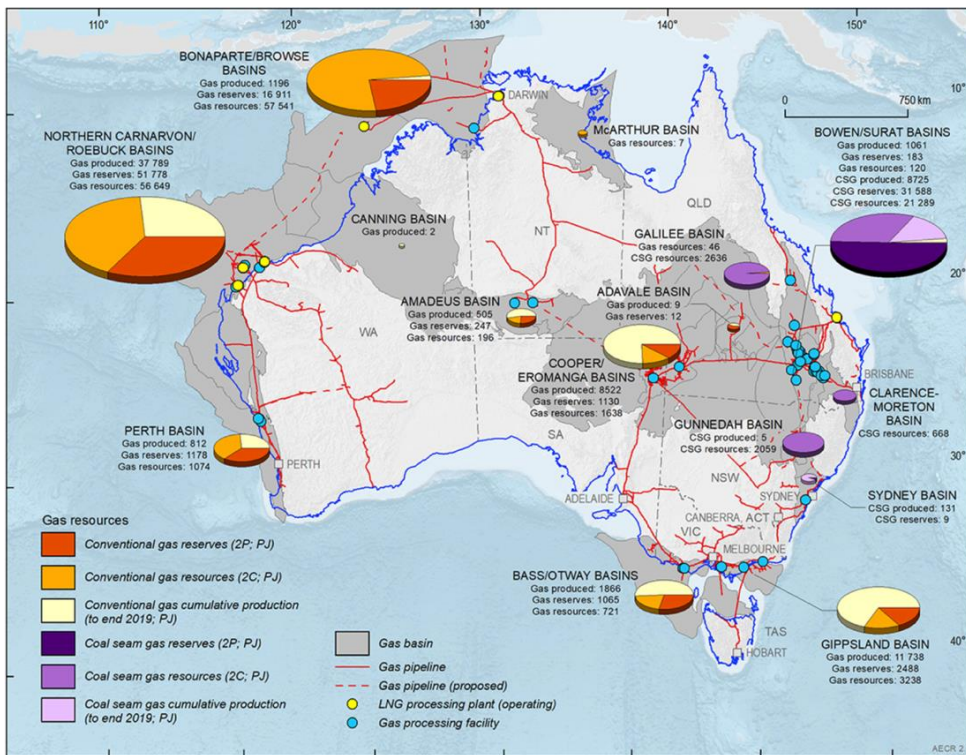 110°
120°
130°
140°
150°
BONAPARTE/BROWSE
BASINS
Gas produced: 1196
Gas reserves: 16 911
Gas resources: 57 541
DARWIN
10°
0
750 km
McARTHUR BASIN
Gas resources: 7
BOWEN/SURAT BASINS
Gas produced: 1061
Gas reserves: 183
Gas resources: 120
CSG produced: 8725
CSG reserves: 31 588
CSG resources: 21 289
NORTHERN CARNARVON/
ROEBUCK BASINS
Gas produced: 37 789
Gas reserves: 51 778
Gas resources: 56 649
CANNING BASIN
Gas produced: 2
NT
QLD
GALILEE BASIN
Gas resources: 46
CSG resources: 2636
20°
AMADEUS BASIN
Gas produced: 505
Gas reserves: 247
Gas resources: 196
ADAVALE BASIN
Gas produced: 9
Gas reserves: 12
WA
COOPER/
EROMANGA BASINS
Gas produced: 8522
Gas reserves: 1130
Gas resources: 1638
BRISBANE
CLARENCE-
MORETON
BASIN
CSG resources: 668
GUNNEDAH BASIN
CSG produced: 5
CSG resources: 2059
SA
PERTH BASIN
Gas produced: 812
Gas reserves: 1178
Gas resources: 1074
PERTH
30°
NSW
ADELAIDE
SYDNEY
SYDNEY BASIN
CSG produced: 131
CSG reserves: 9
CANBERRA, ACT
VIC
MELBOURNE
BASS/OTWAY BASINS
Gas produced: 1866
Gas reserves: 1065
Gas resources: 721
TAS
HOBART
GIPPSLAND BASIN
Gas produced: 11 738
Gas reserves: 2488
Gas resources: 3238
40°
Gas resources
Conventional gas reserves (2P; PJ)
Conventional gas resources (2C; PJ)
Conventional gas cumulative production
(to end 2019; PJ)
Coal seam gas reserves (2P; PJ)
Coal seam gas resources (2C; PJ)
Coal seam gas cumulative production
(to end 2019; PJ)
Gas basin
Gas pipeline
Gas pipeline (proposed)
LNG processing plant (operating)
Gas processing facility